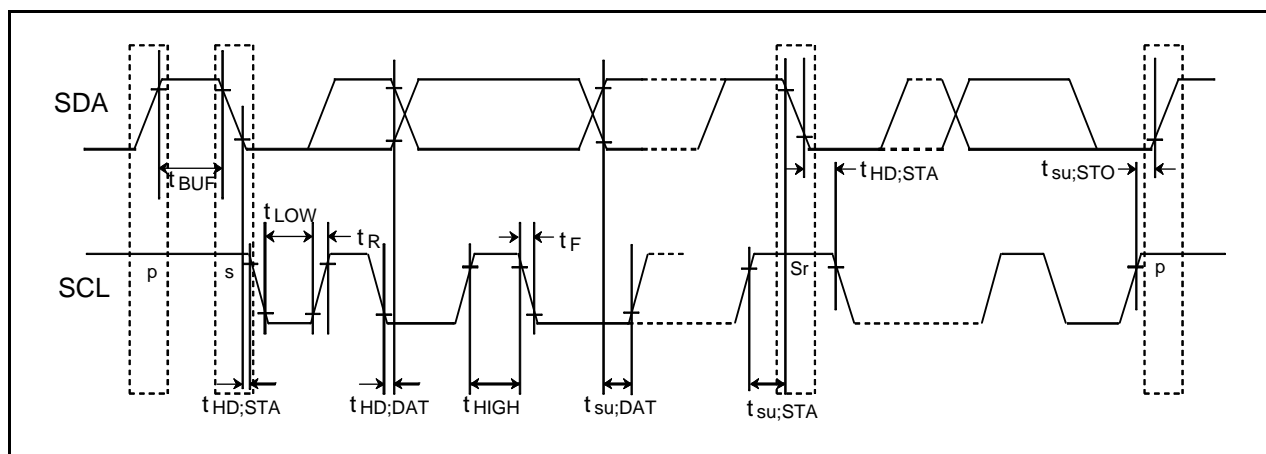 SDA
t BUF
t HD;STA
t su;STO
t LOW
t R
t F
SCL
p
s
Sr
p
t HD;STA
t HD;DAT
t HIGH
t su;DAT
t su;STA